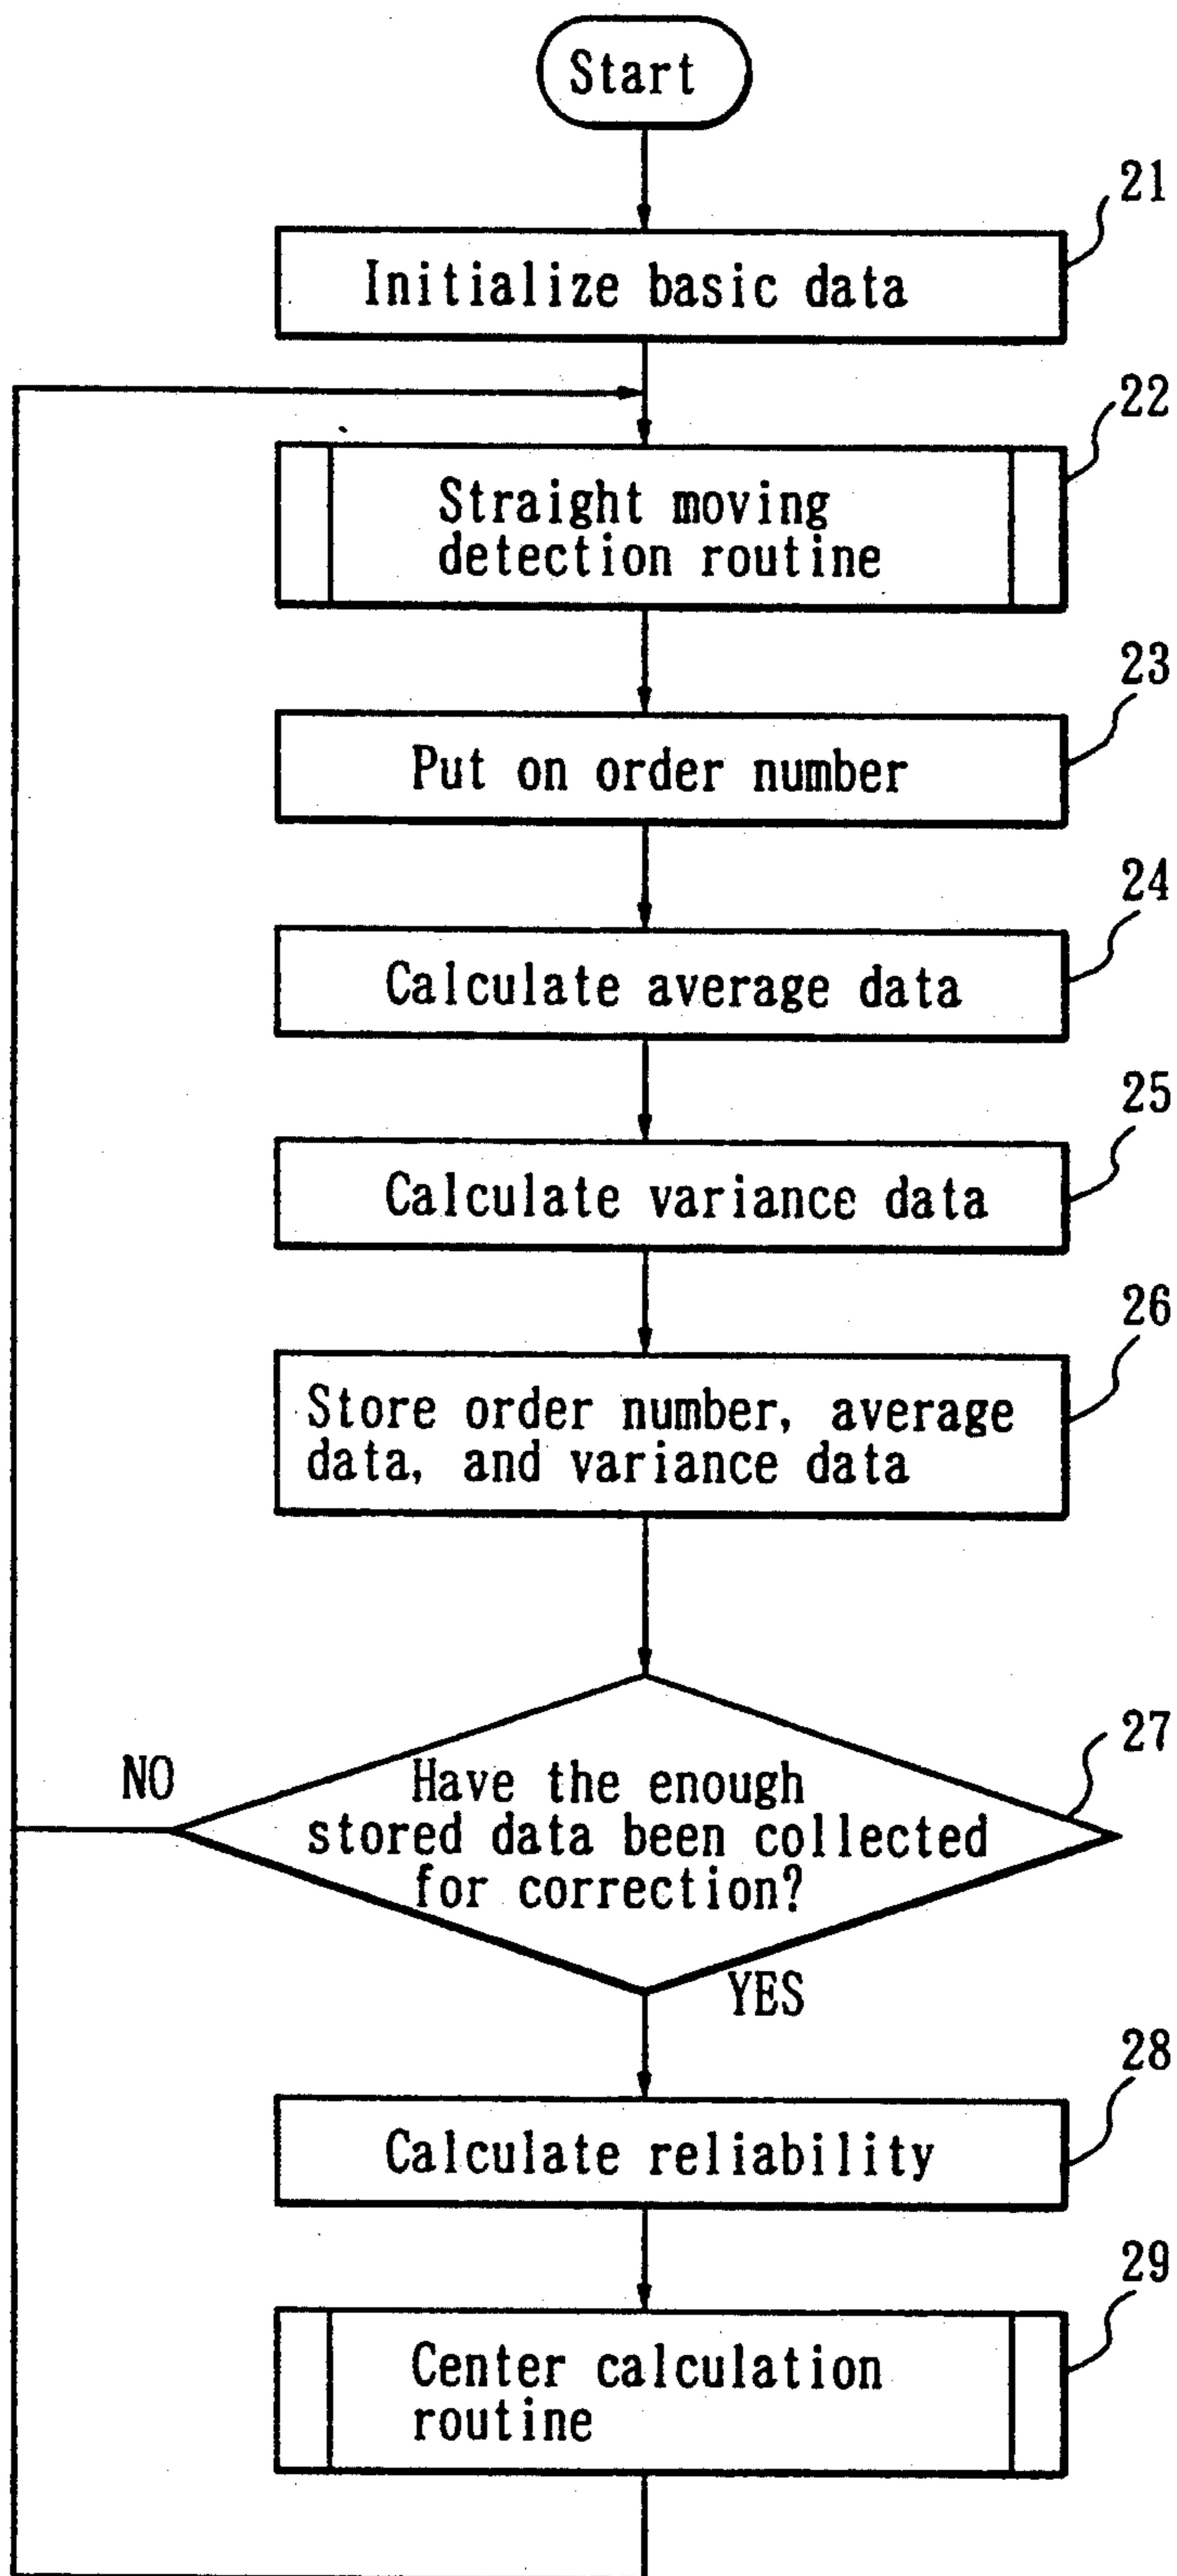 Start
21
Initialize basic data
22
Straight moving
detection routine
23
Put on order number
24
Calculate average data
25
Calculate variance data
26
Store order number, average
data, and variance data
27
NO
Have the enough
stored data been collected
for correction?
YES
28
Calculate reliability
29
Center calculation
routine